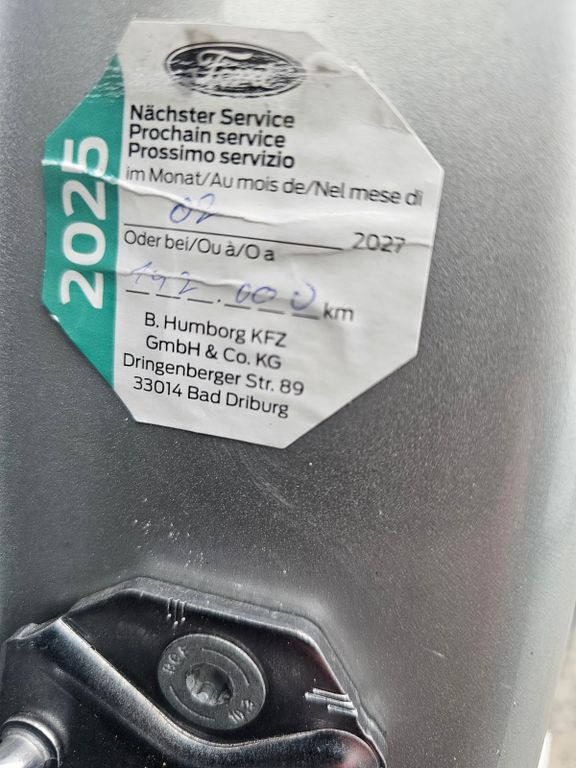 Ford
2025
Nächster Service
Prochain service
Prossimo servizio
im Monat/Au mois de/Nel mese di
02 2027
Oder bei/Ou à/O a
192.000 km
B. Humborg KFZ
GmbH & Co. KG
Dringenberger Str. 89
33014 Bad Driburg